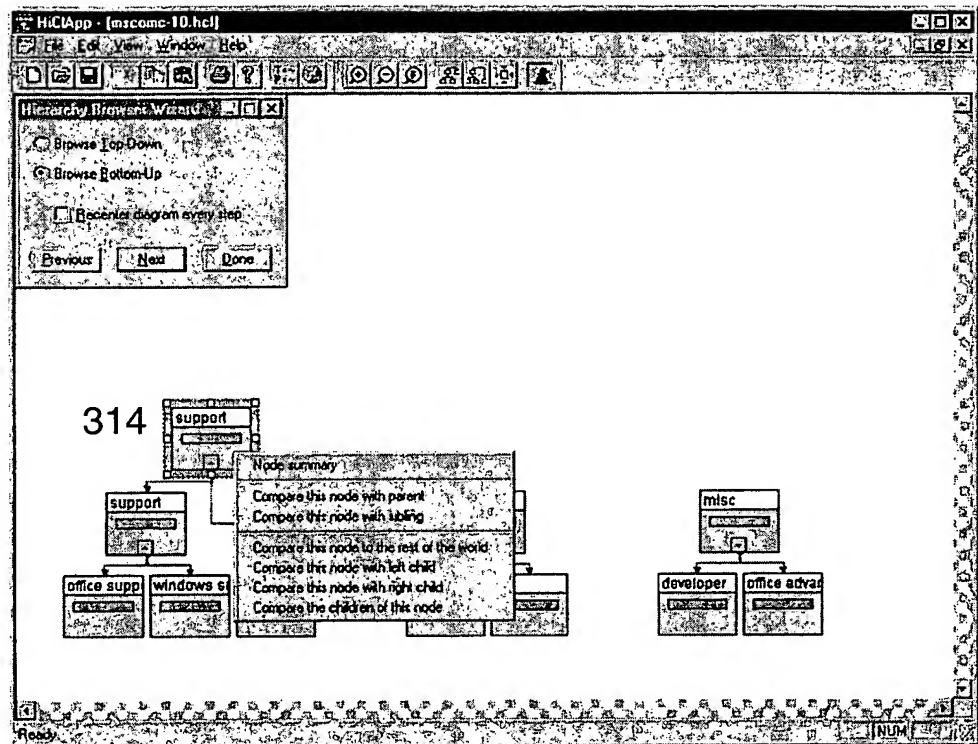 HiClApp - [mscomc-10.hcl]
File Edit View Window Help
Hierarchy Browser Wizard
Browse Top-Down
Browse Bottom-Up
Recenter diagram every step
Previous Next Done
314
support
Node summary
Compare this node with parent
Compare this node with sibling
Compare this node to the rest of the world
Compare this node with left child
Compare this node with right child
Compare the children of this node
support
misc
office supp
windows s
developer
office advan
Ready
NUM